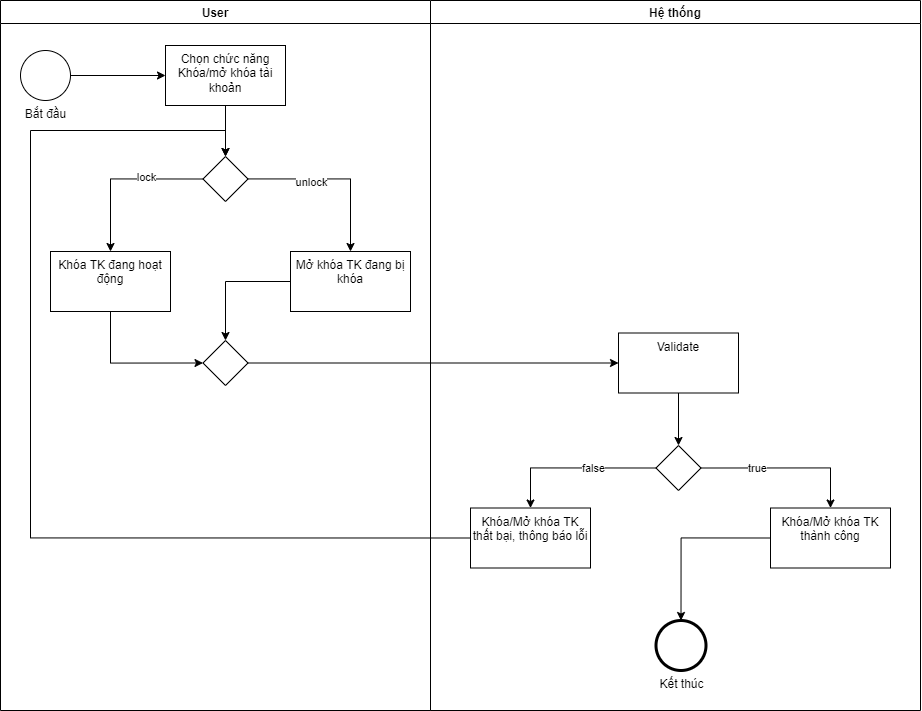 User
Hệ thống
Chọn chức năng
Khóa/mở khóa tài
khoản
Bắt đầu
lock
unlock
Khóa TK đang hoạt
động
Mở khóa TK đang bị
khóa
Validate
false
true
Khóa/Mở khóa TK
thất bại, thông báo lỗi
Khóa/Mở khóa TK
thành công
Kết thúc